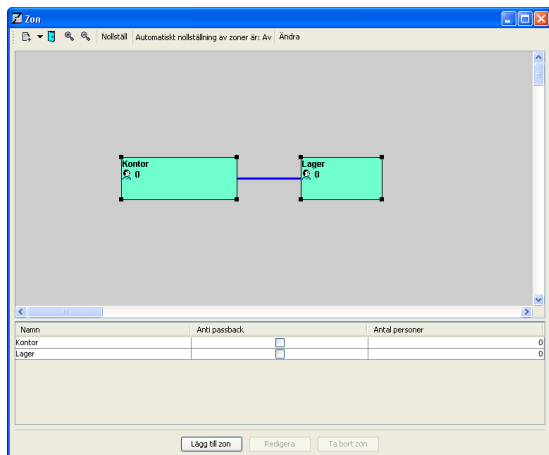 Zon
Nollställ Automatiskt nollställning av zoner är: Av Ändra
Kontor
0
Lager
0
Namn Anti passback Antal personer
Kontor 0
Lager 0
Lägg till zon Redigera Ta bort zon